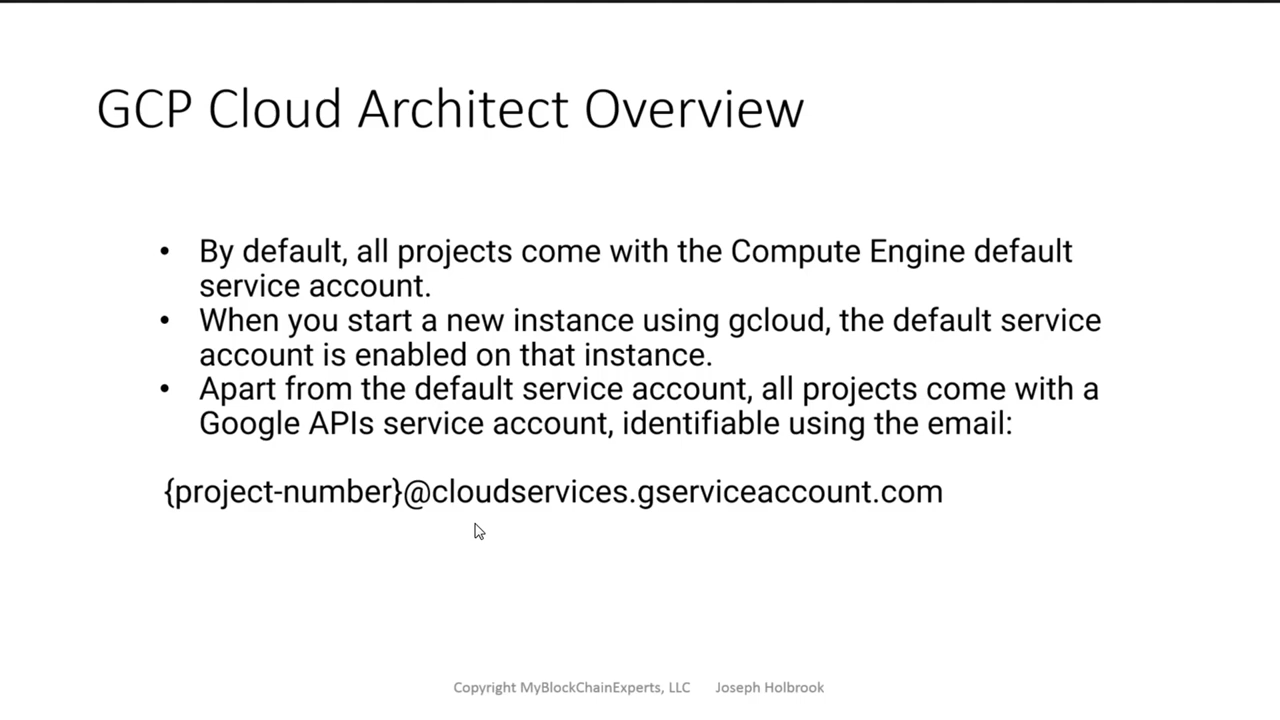 GCP Cloud Architect Overview
• By default, all projects come with the Compute Engine default
service account.
• When you start a new instance using gcloud, the default service
account is enabled on that instance.
• Apart from the default service account, all projects come with a
Google APIs service account, identifiable using the email:
{project-number}@cloudservices.gserviceaccount.com
Copyright MyBlockChainExperts, LLC Joseph Holbrook